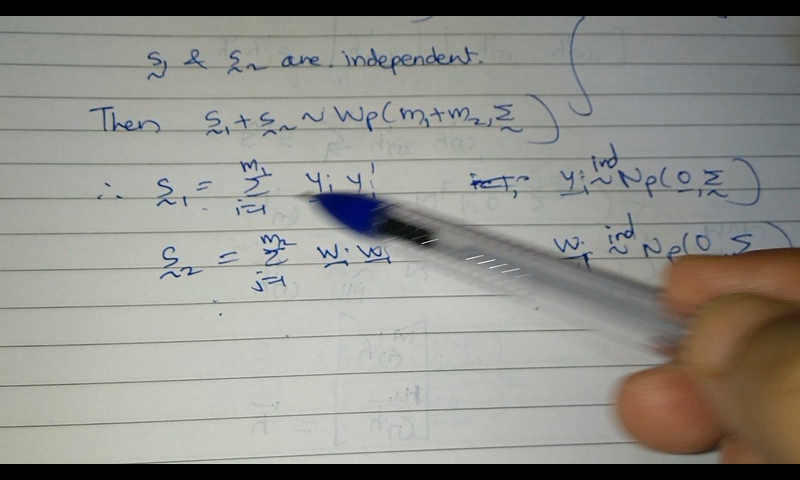 S1 & S2 are independent.
Then S1 + S2 ~ Wp(m1+m2, Σ)
∴ S1 = Σ_{i=1}^{m1} yi yi' yi ~ind Np(0, Σ)
S2 = Σ_{j=1}^{m2} wj wj ~ind Np(0, Σ)